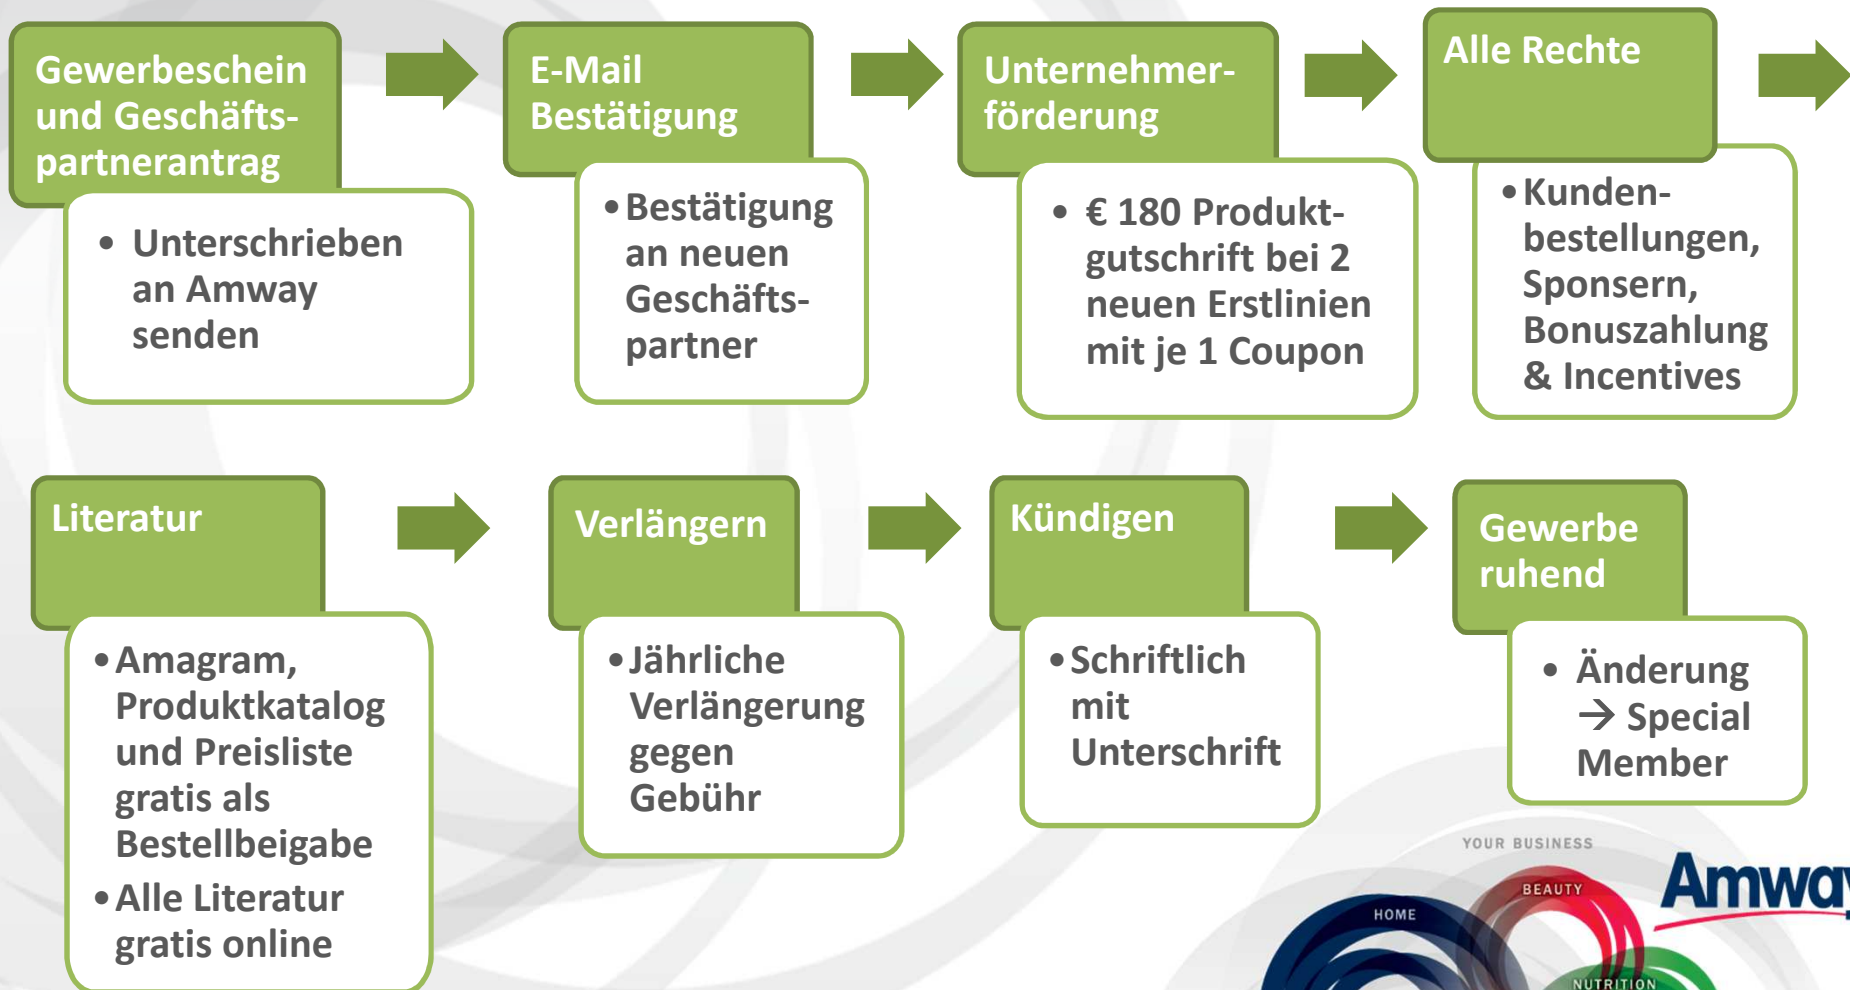 Gewerbeschein
und Geschäfts-
partnerantrag
• Unterschrieben
an Amway
senden
E-Mail
Bestätigung
• Bestätigung
an neuen
Geschäfts-
partner
Unternehmer-
förderung
• € 180 Produkt-
gutschrift bei 2
neuen Erstlinien
mit je 1 Coupon
Alle Rechte
• Kunden-
bestellungen,
Sponsern,
Bonuszahlung
& Incentives
Literatur
• Amagram,
Produktkatalog
und Preisliste
gratis als
Bestellbeigabe
• Alle Literatur
gratis online
Verlängern
• Jährliche
Verlängerung
gegen
Gebühr
Kündigen
• Schriftlich
mit
Unterschrift
Gewerbe
ruhend
• Änderung
→ Special
Member
YOUR BUSINESS
BEAUTY
Amway
HOME
NUTRITION